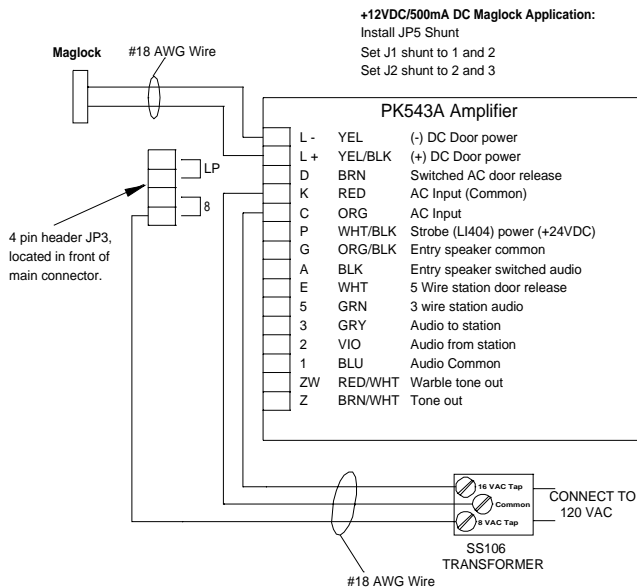 +12VDC/500mA DC Maglock Application:
Install JP5 Shunt
Set J1 shunt to 1 and 2
Set J2 shunt to 2 and 3
Maglock
#18 AWG Wire
LP
8
4 pin header JP3,
located in front of
main connector.
PK543A Amplifier
L - YEL (-) DC Door power
L + YEL/BLK (+) DC Door power
D BRN Switched AC door release
K RED AC Input (Common)
C ORG AC Input
P WHT/BLK Strobe (LI404) power (+24VDC)
G ORG/BLK Entry speaker common
A BLK Entry speaker switched audio
E WHT 5 Wire station door release
5 GRN 3 wire station audio
3 GRY Audio to station
2 VIO Audio from station
1 BLU Audio Common
ZW RED/WHT Warble tone out
Z BRN/WHT Tone out
16 VAC Tap
Common
8 VAC Tap
CONNECT TO
120 VAC
SS106
TRANSFORMER
#18 AWG Wire